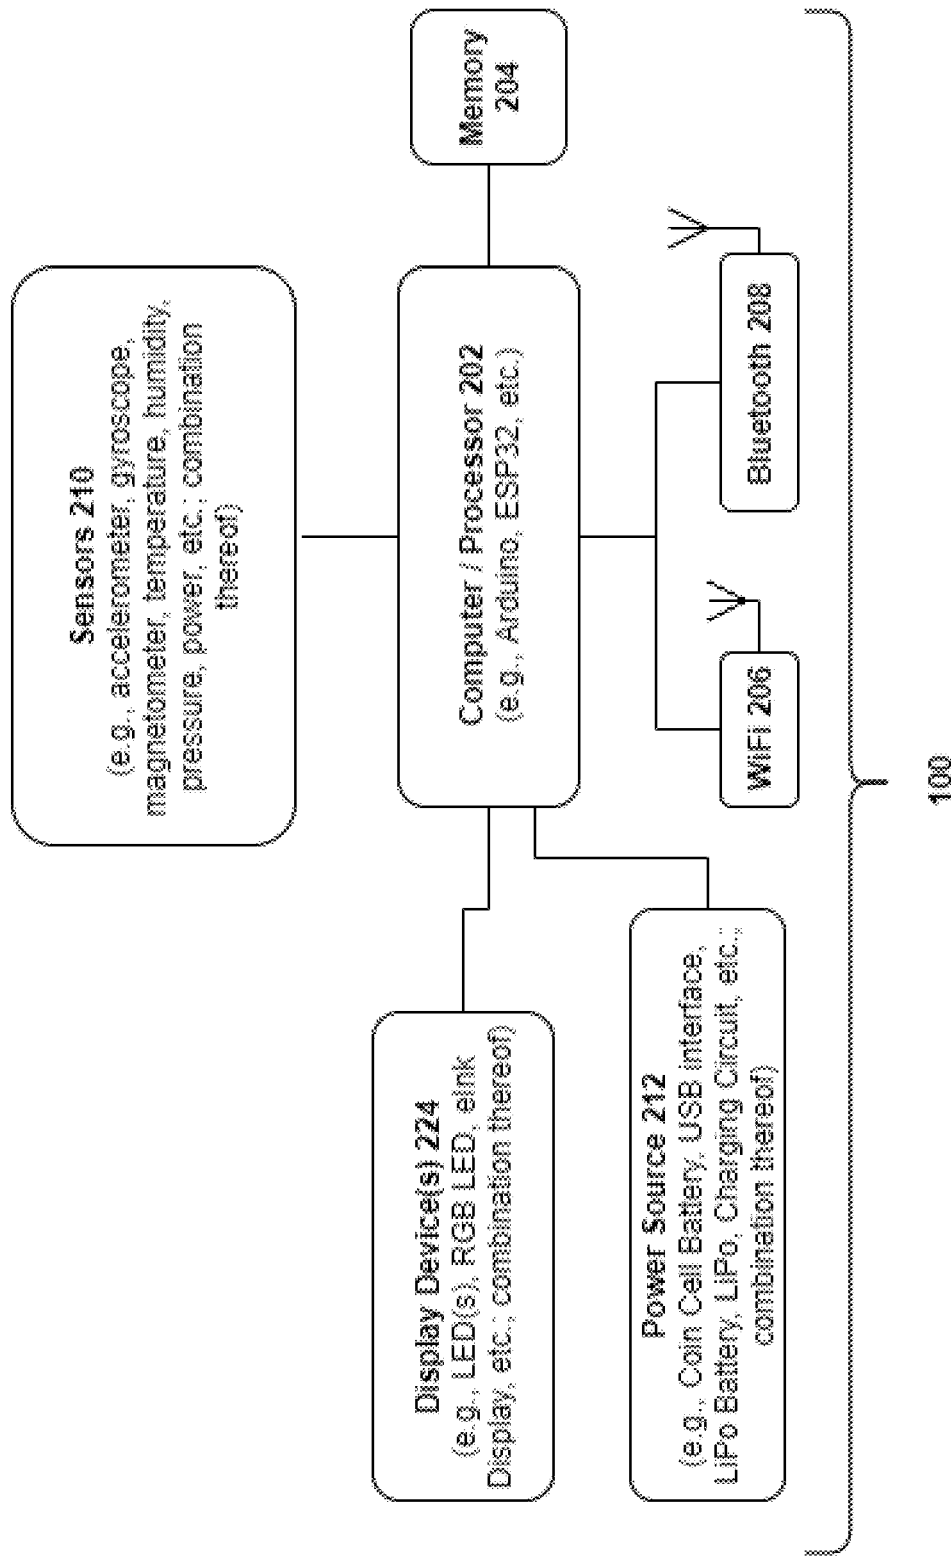 Sensors 210
(e.g., accelerometer, gyroscope,
magnetometer, temperature, humidity,
pressure, power, etc.; combination
thereof)
Display Device(s) 224
(e.g., LED(s), RGB LED, eInk
Display, etc.; combination thereof)
Computer / Processor 202
(e.g., Arduino, ESP32, etc.)
Memory
204
Power Source 212
(e.g., Coin Cell Battery, USB interface,
LiPo Battery, LiPo, Charging Circuit, etc.;
combination thereof)
WiFi 206
Bluetooth 208
100